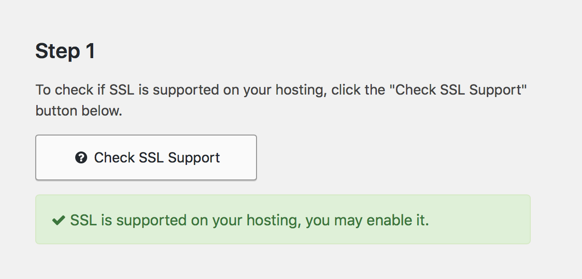 Step 1
To check if SSL is supported on your hosting, click the "Check SSL Support"
button below.
Check SSL Support
SSL is supported on your hosting, you may enable it.